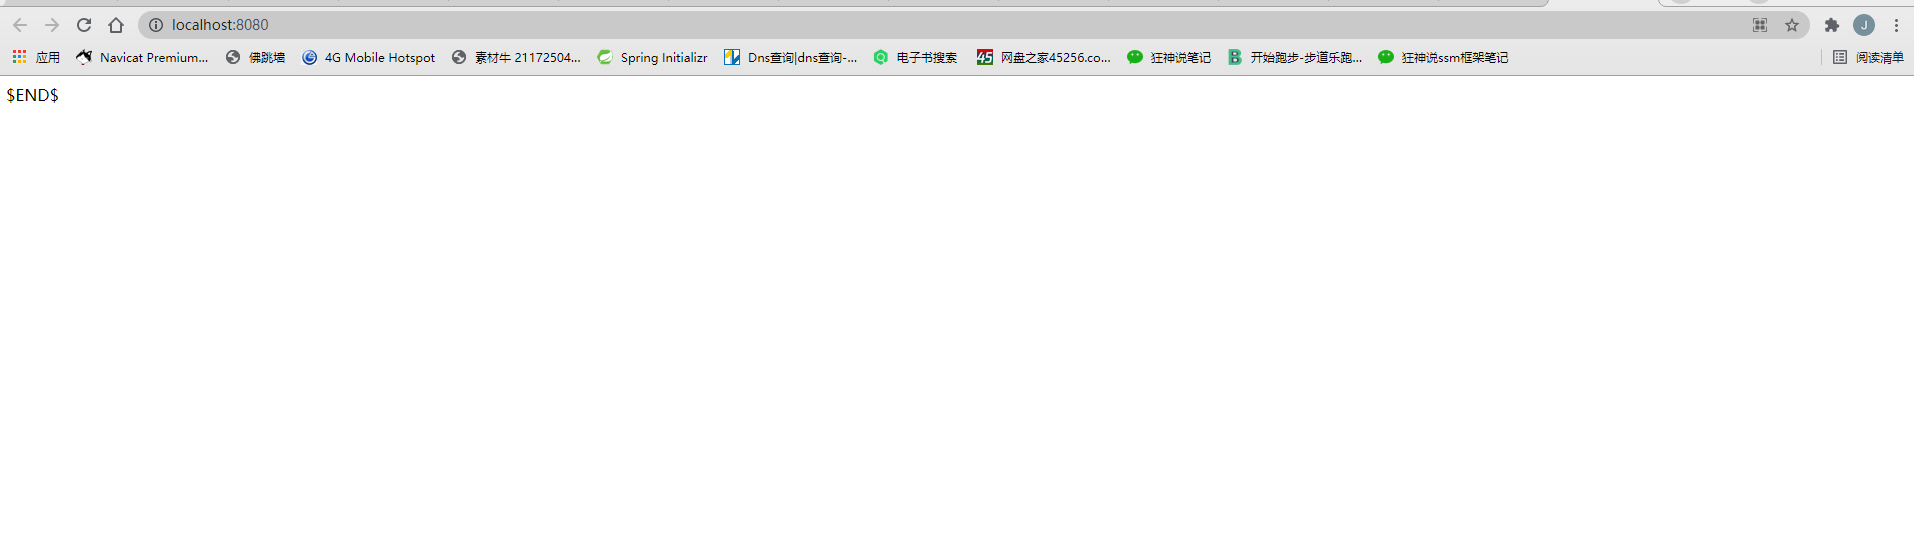 localhost:8080
应用 Navicat Premium... 佛跳墙 4G Mobile Hotspot 素材牛 21172504... Spring Initializr Dns查询|dns查询-... 电子书搜索 45 网盘之家45256.co... 狂神说笔记 B 开始跑步-步道乐跑... 狂神说ssm框架笔记 阅读清单
J
$END$